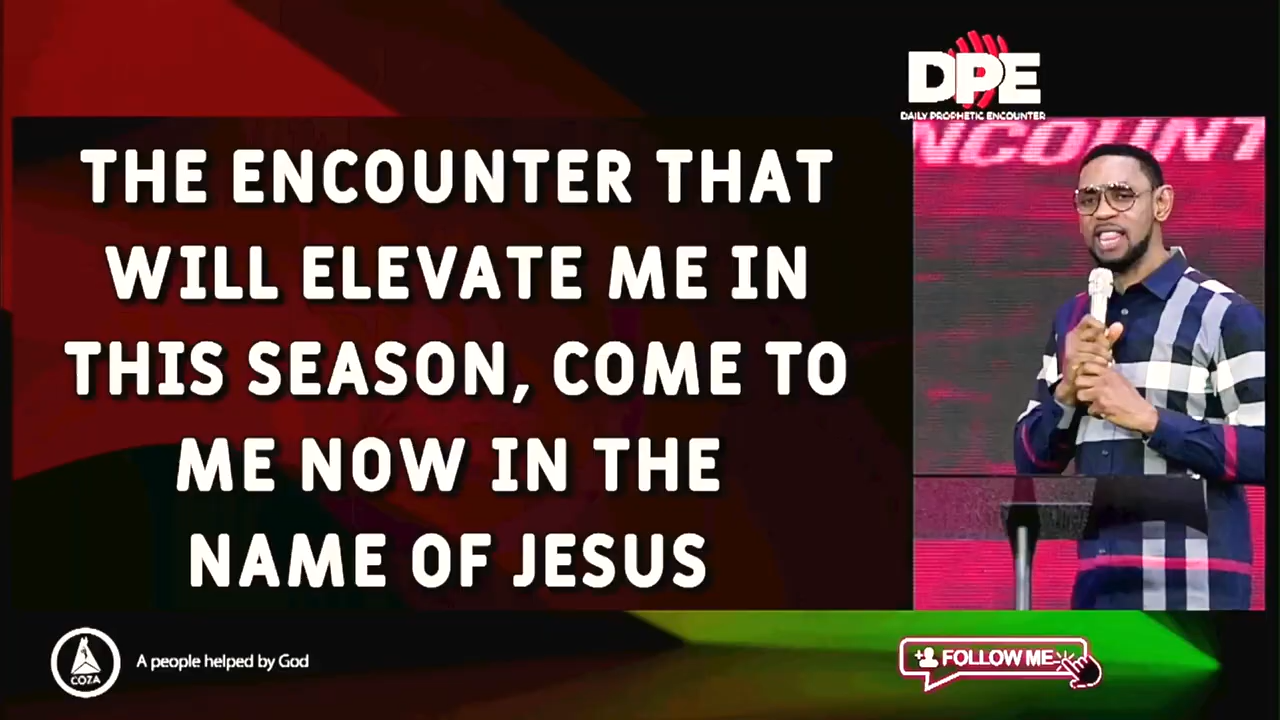 DPE
DAILY PROPHETIC ENCOUNTER
NCOUNT
THE ENCOUNTER THAT
WILL ELEVATE ME IN
THIS SEASON, COME TO
ME NOW IN THE
NAME OF JESUS
COZA
A people helped by God
FOLLOW ME